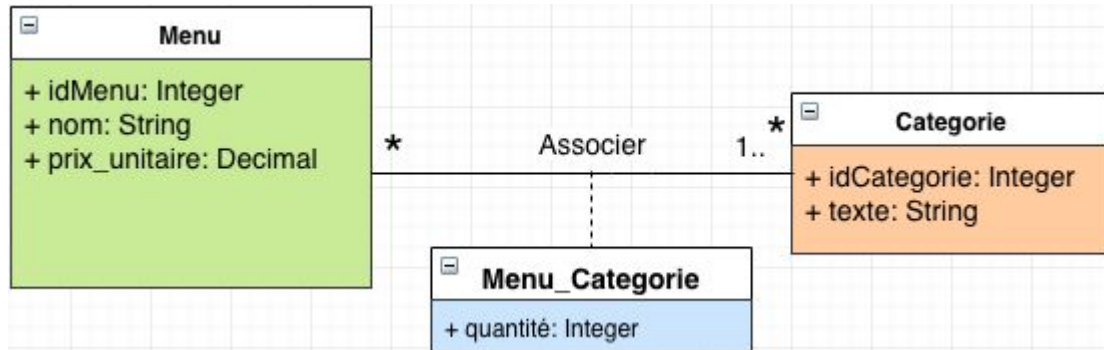 Menu
+ idMenu: Integer
+ nom: String
+ prix_unitaire: Decimal
*
Associer
1..*
Categorie
+ idCategorie: Integer
+ texte: String
Menu_Categorie
+ quantité: Integer